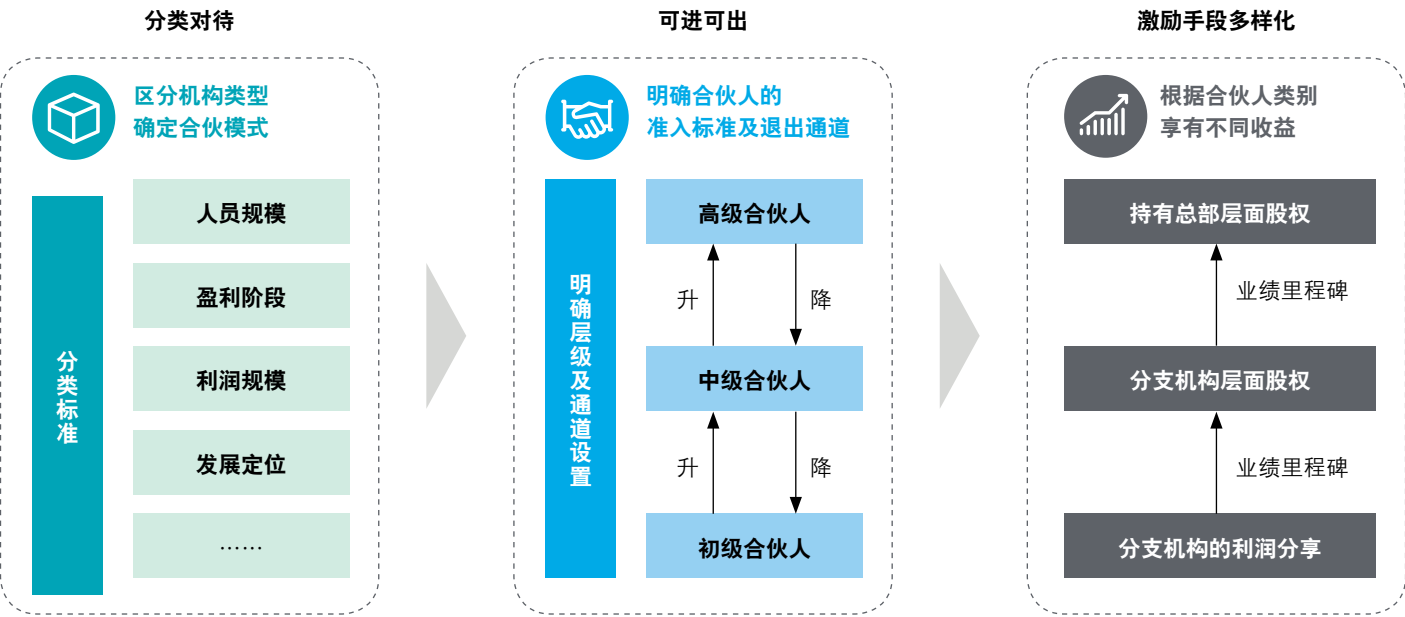 分类对待
区分机构类型
确定合伙模式
分类标准
人员规模
盈利阶段
利润规模
发展定位
……
可进可出
明确合伙人的
准入标准及退出通道
明确层级及通道设置
高级合伙人
升
降
中级合伙人
升
降
初级合伙人
激励手段多样化
根据合伙人类别
享有不同收益
持有总部层面股权
业绩里程碑
分支机构层面股权
业绩里程碑
分支机构的利润分享